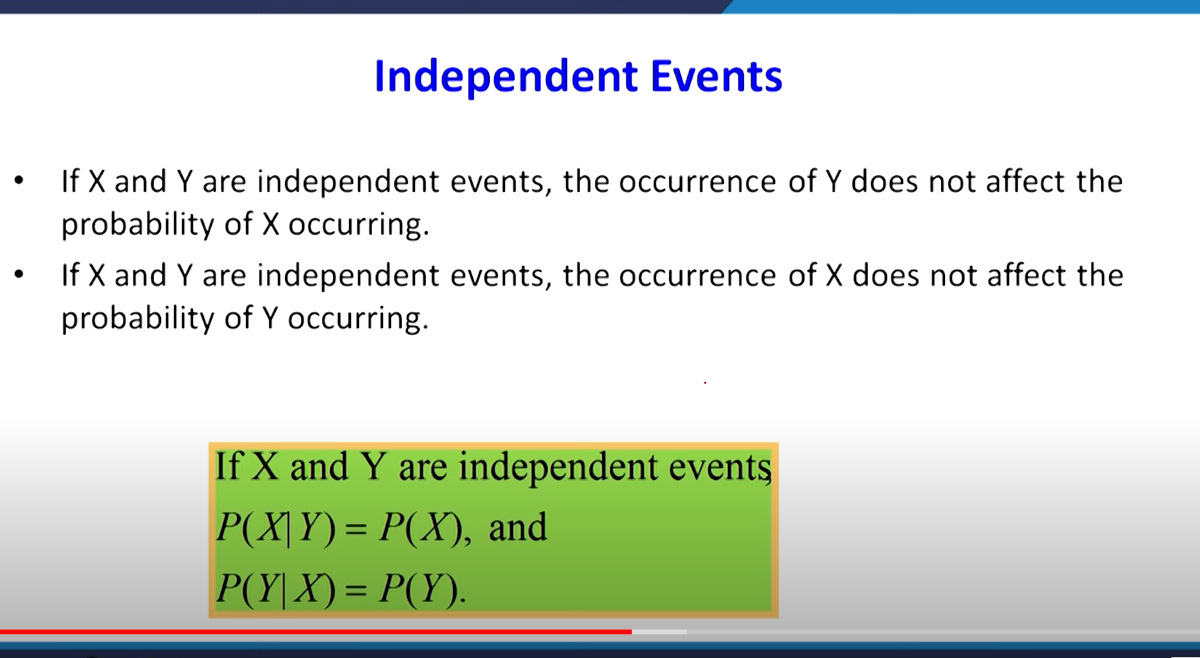 Independent Events
• If X and Y are independent events, the occurrence of Y does not affect the
probability of X occurring.
• If X and Y are independent events, the occurrence of X does not affect the
probability of Y occurring.
If X and Y are independent events,
P(X|Y) = P(X), and
P(Y|X) = P(Y).